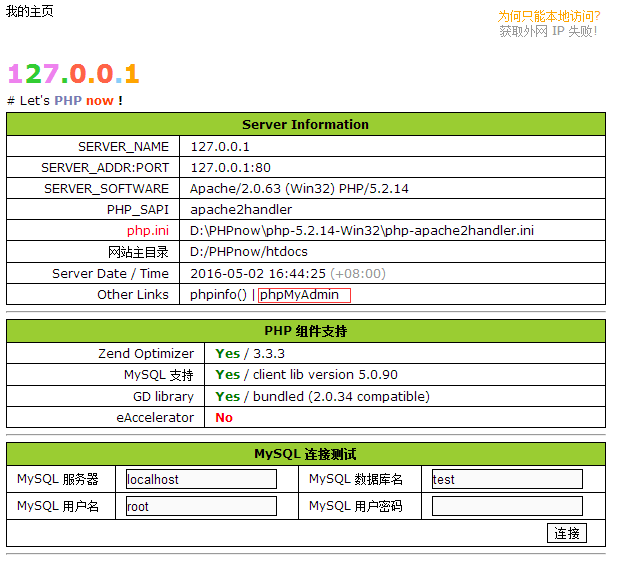 我的主页
为何只能本地访问?
获取外网 IP 失败!
127.0.0.1
# Let's PHP now !
Server Information
SERVER_NAME 127.0.0.1
SERVER_ADDR:PORT 127.0.0.1:80
SERVER_SOFTWARE Apache/2.0.63 (Win32) PHP/5.2.14
PHP_SAPI apache2handler
php.ini D:\PHPnow\php-5.2.14-Win32\php-apache2handler.ini
网站主目录 D:/PHPnow/htdocs
Server Date / Time 2016-05-02 16:44:25 (+08:00)
Other Links phpinfo() | phpMyAdmin
PHP 组件支持
Zend Optimizer Yes / 3.3.3
MySQL 支持 Yes / client lib version 5.0.90
GD library Yes / bundled (2.0.34 compatible)
eAccelerator No
MySQL 连接测试
MySQL 服务器 localhost MySQL 数据库名 test
MySQL 用户名 root MySQL 用户密码
连接